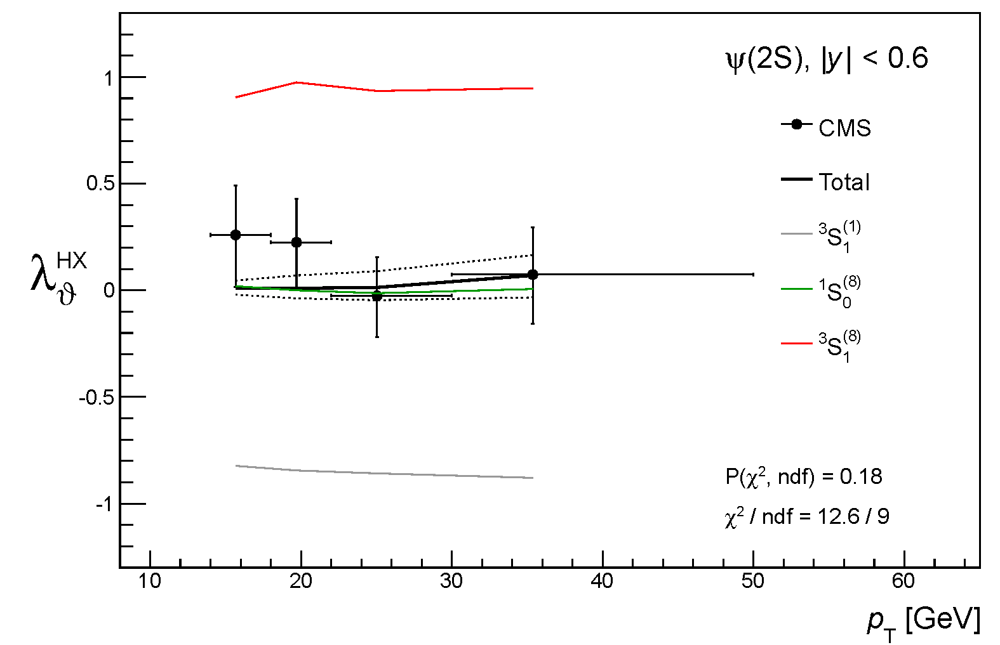 ψ(2S), |y| < 0.6
CMS
Total
³S₁⁽¹⁾
¹S₀⁽⁸⁾
³S₁⁽⁸⁾
P(χ², ndf) = 0.18
χ² / ndf = 12.6 / 9
λ_ϑ^HX
1
0.5
0
-0.5
-1
10 20 30 40 50 60
p_T [GeV]